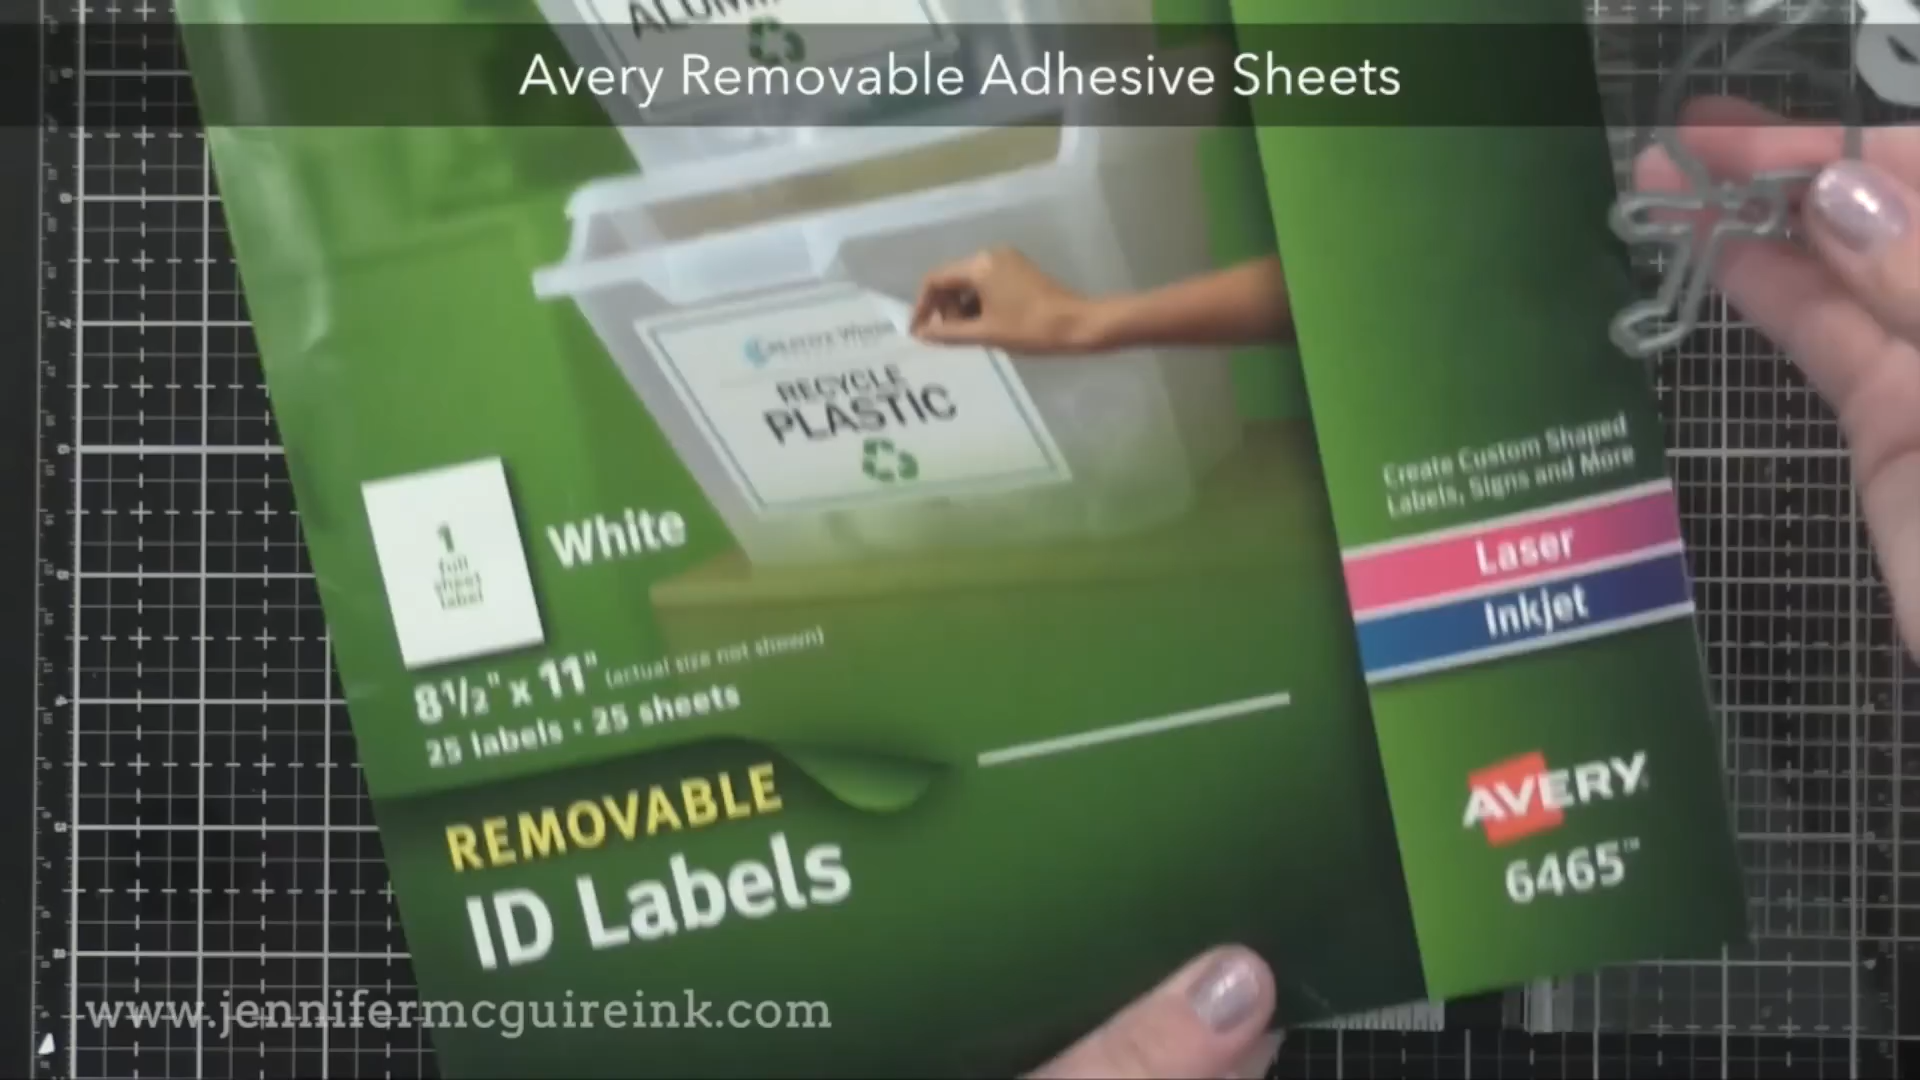 Avery Removable Adhesive Sheets
RECYCLE
PLASTIC
1
full
sheet
label
White
8½" x 11" (actual size not shown)
25 labels • 25 sheets
REMOVABLE
ID Labels
Create Custom Shaped
Labels, Signs and More
Laser
Inkjet
AVERY
6465™
www.jennifermcguireink.com